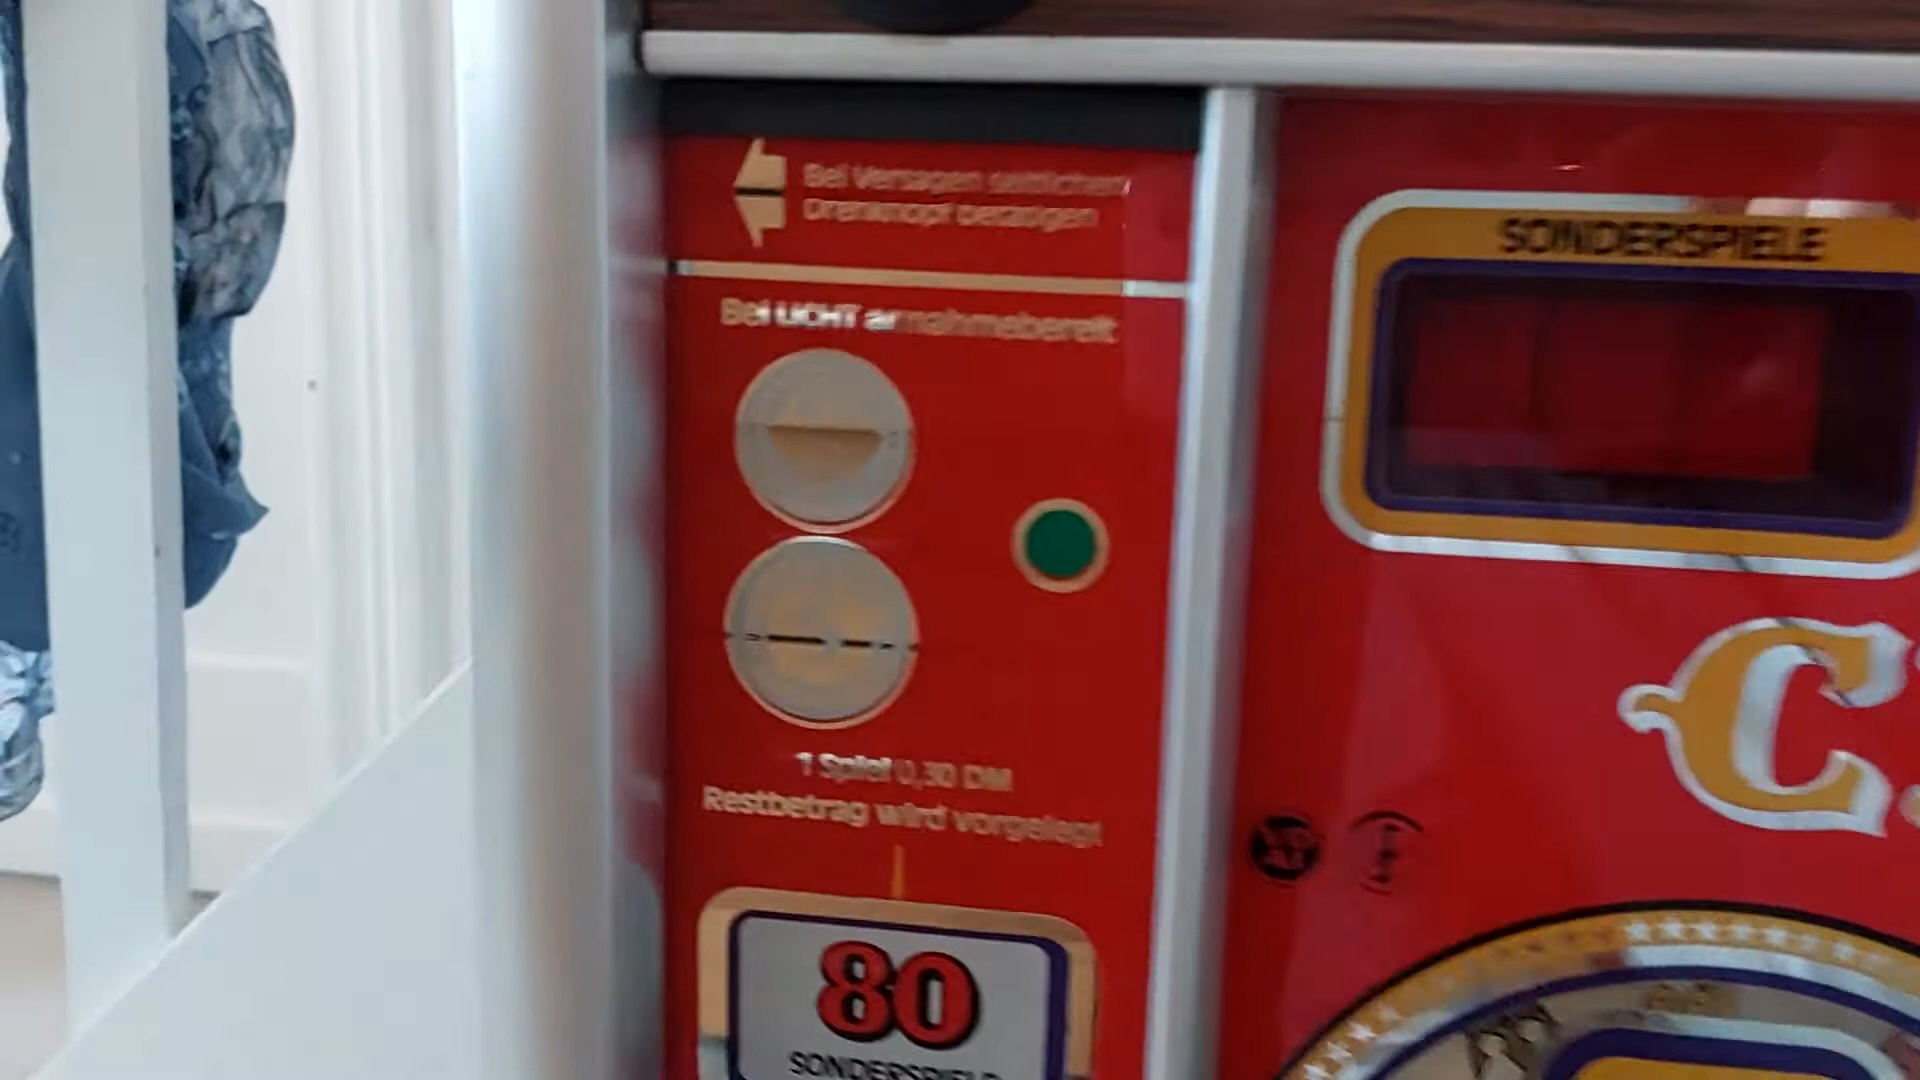 Bei Versagen seitlichen
Drehknopf betätigen
SONDERSPIELE
Bei LICHT annahmebereit
1 Spiel 0,30 DM
Restbetrag wird vorgelegt
C
80
SONDERSPIELE